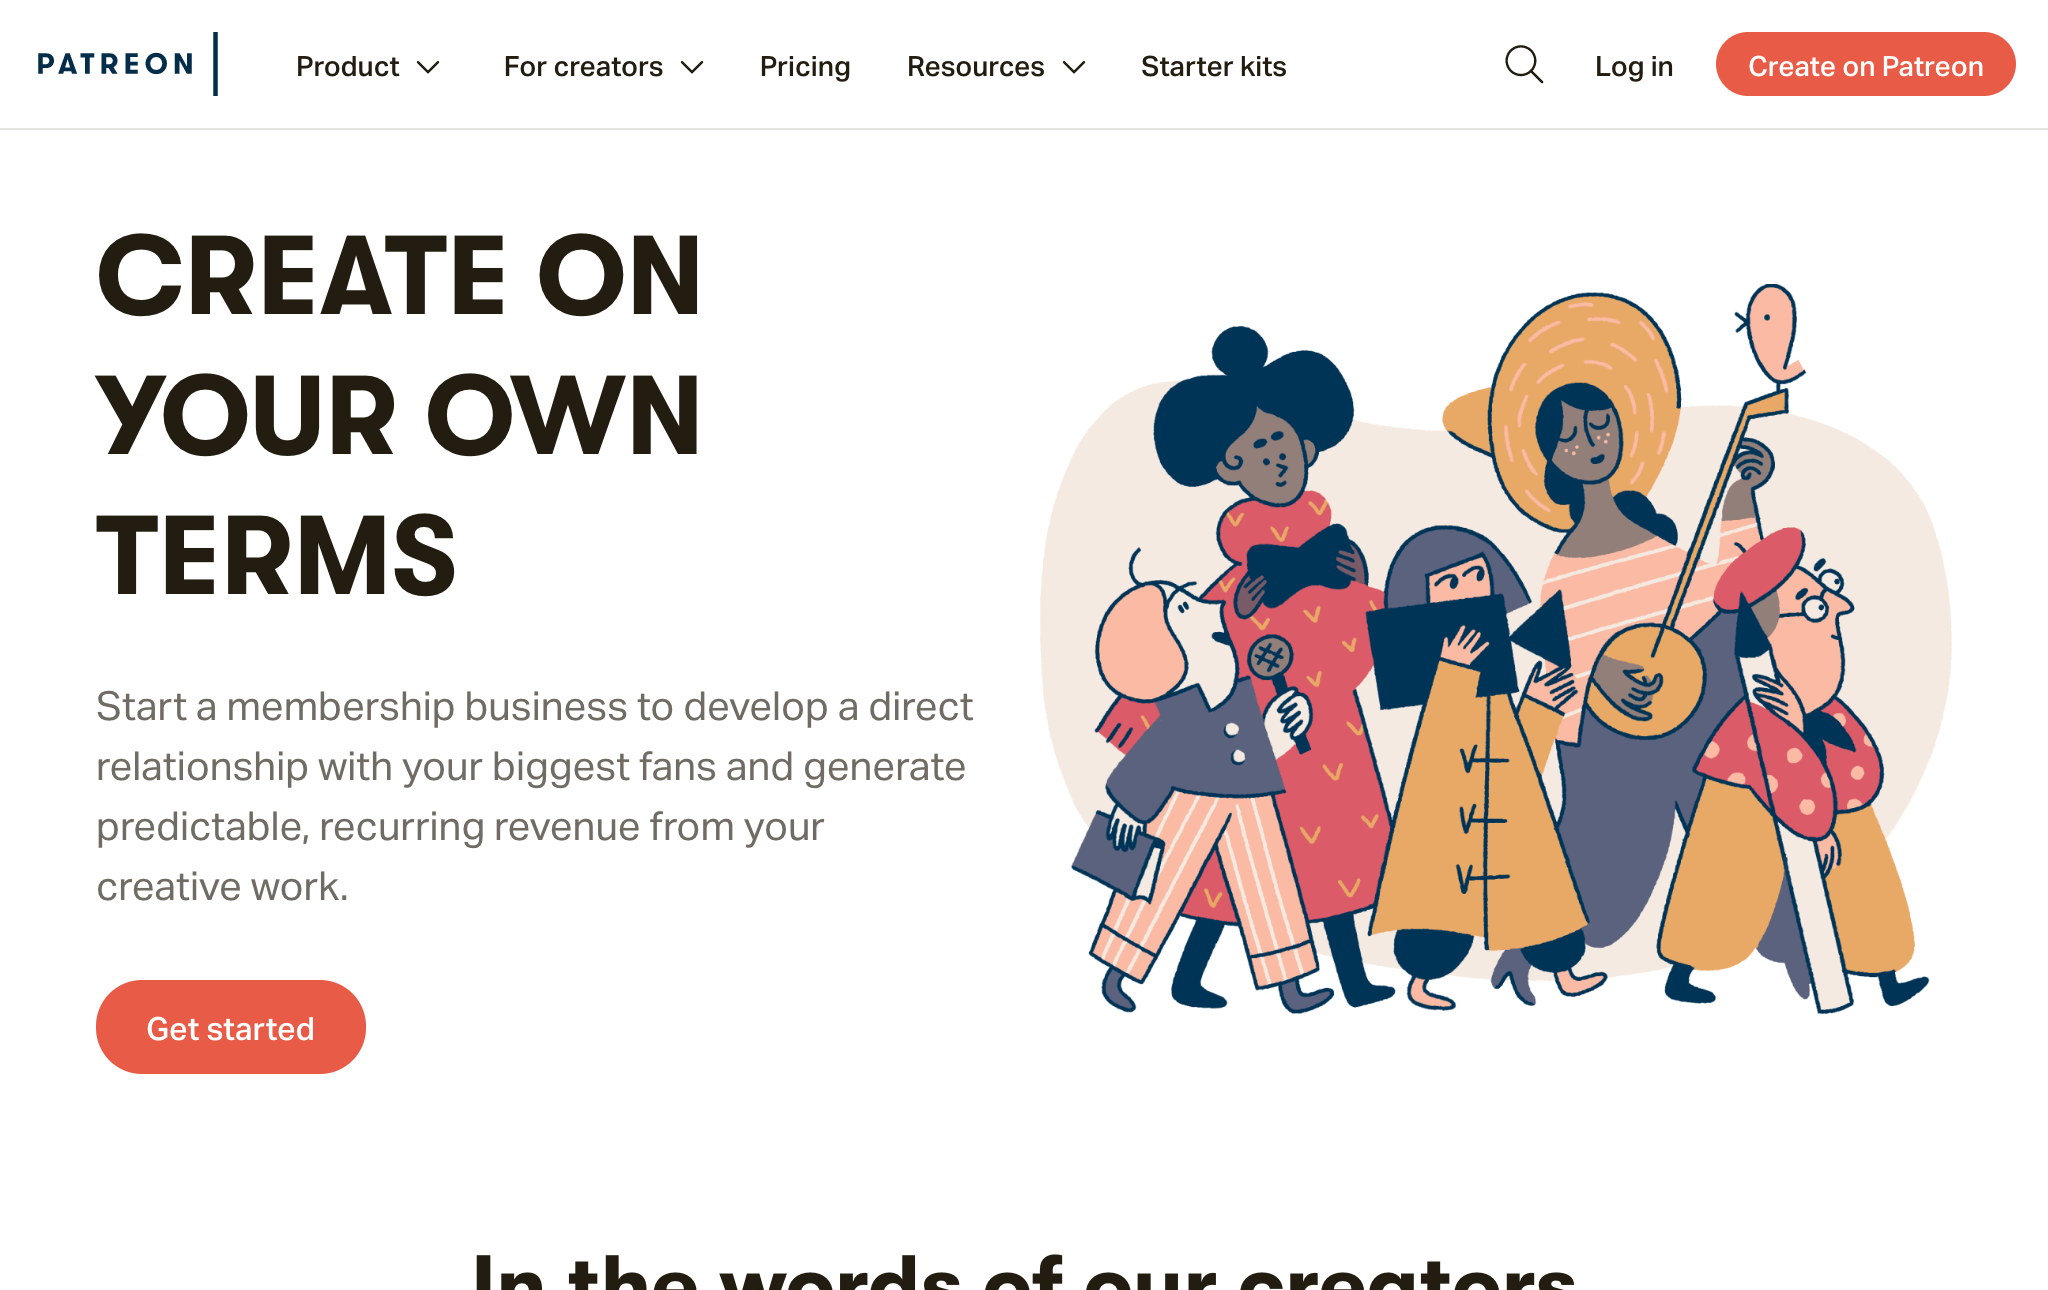 PATREON
Product
For creators
Pricing
Resources
Starter kits
Log in
Create on Patreon
CREATE ON
YOUR OWN
TERMS
Start a membership business to develop a direct
relationship with your biggest fans and generate
predictable, recurring revenue from your
creative work.
Get started
In the words of our creators